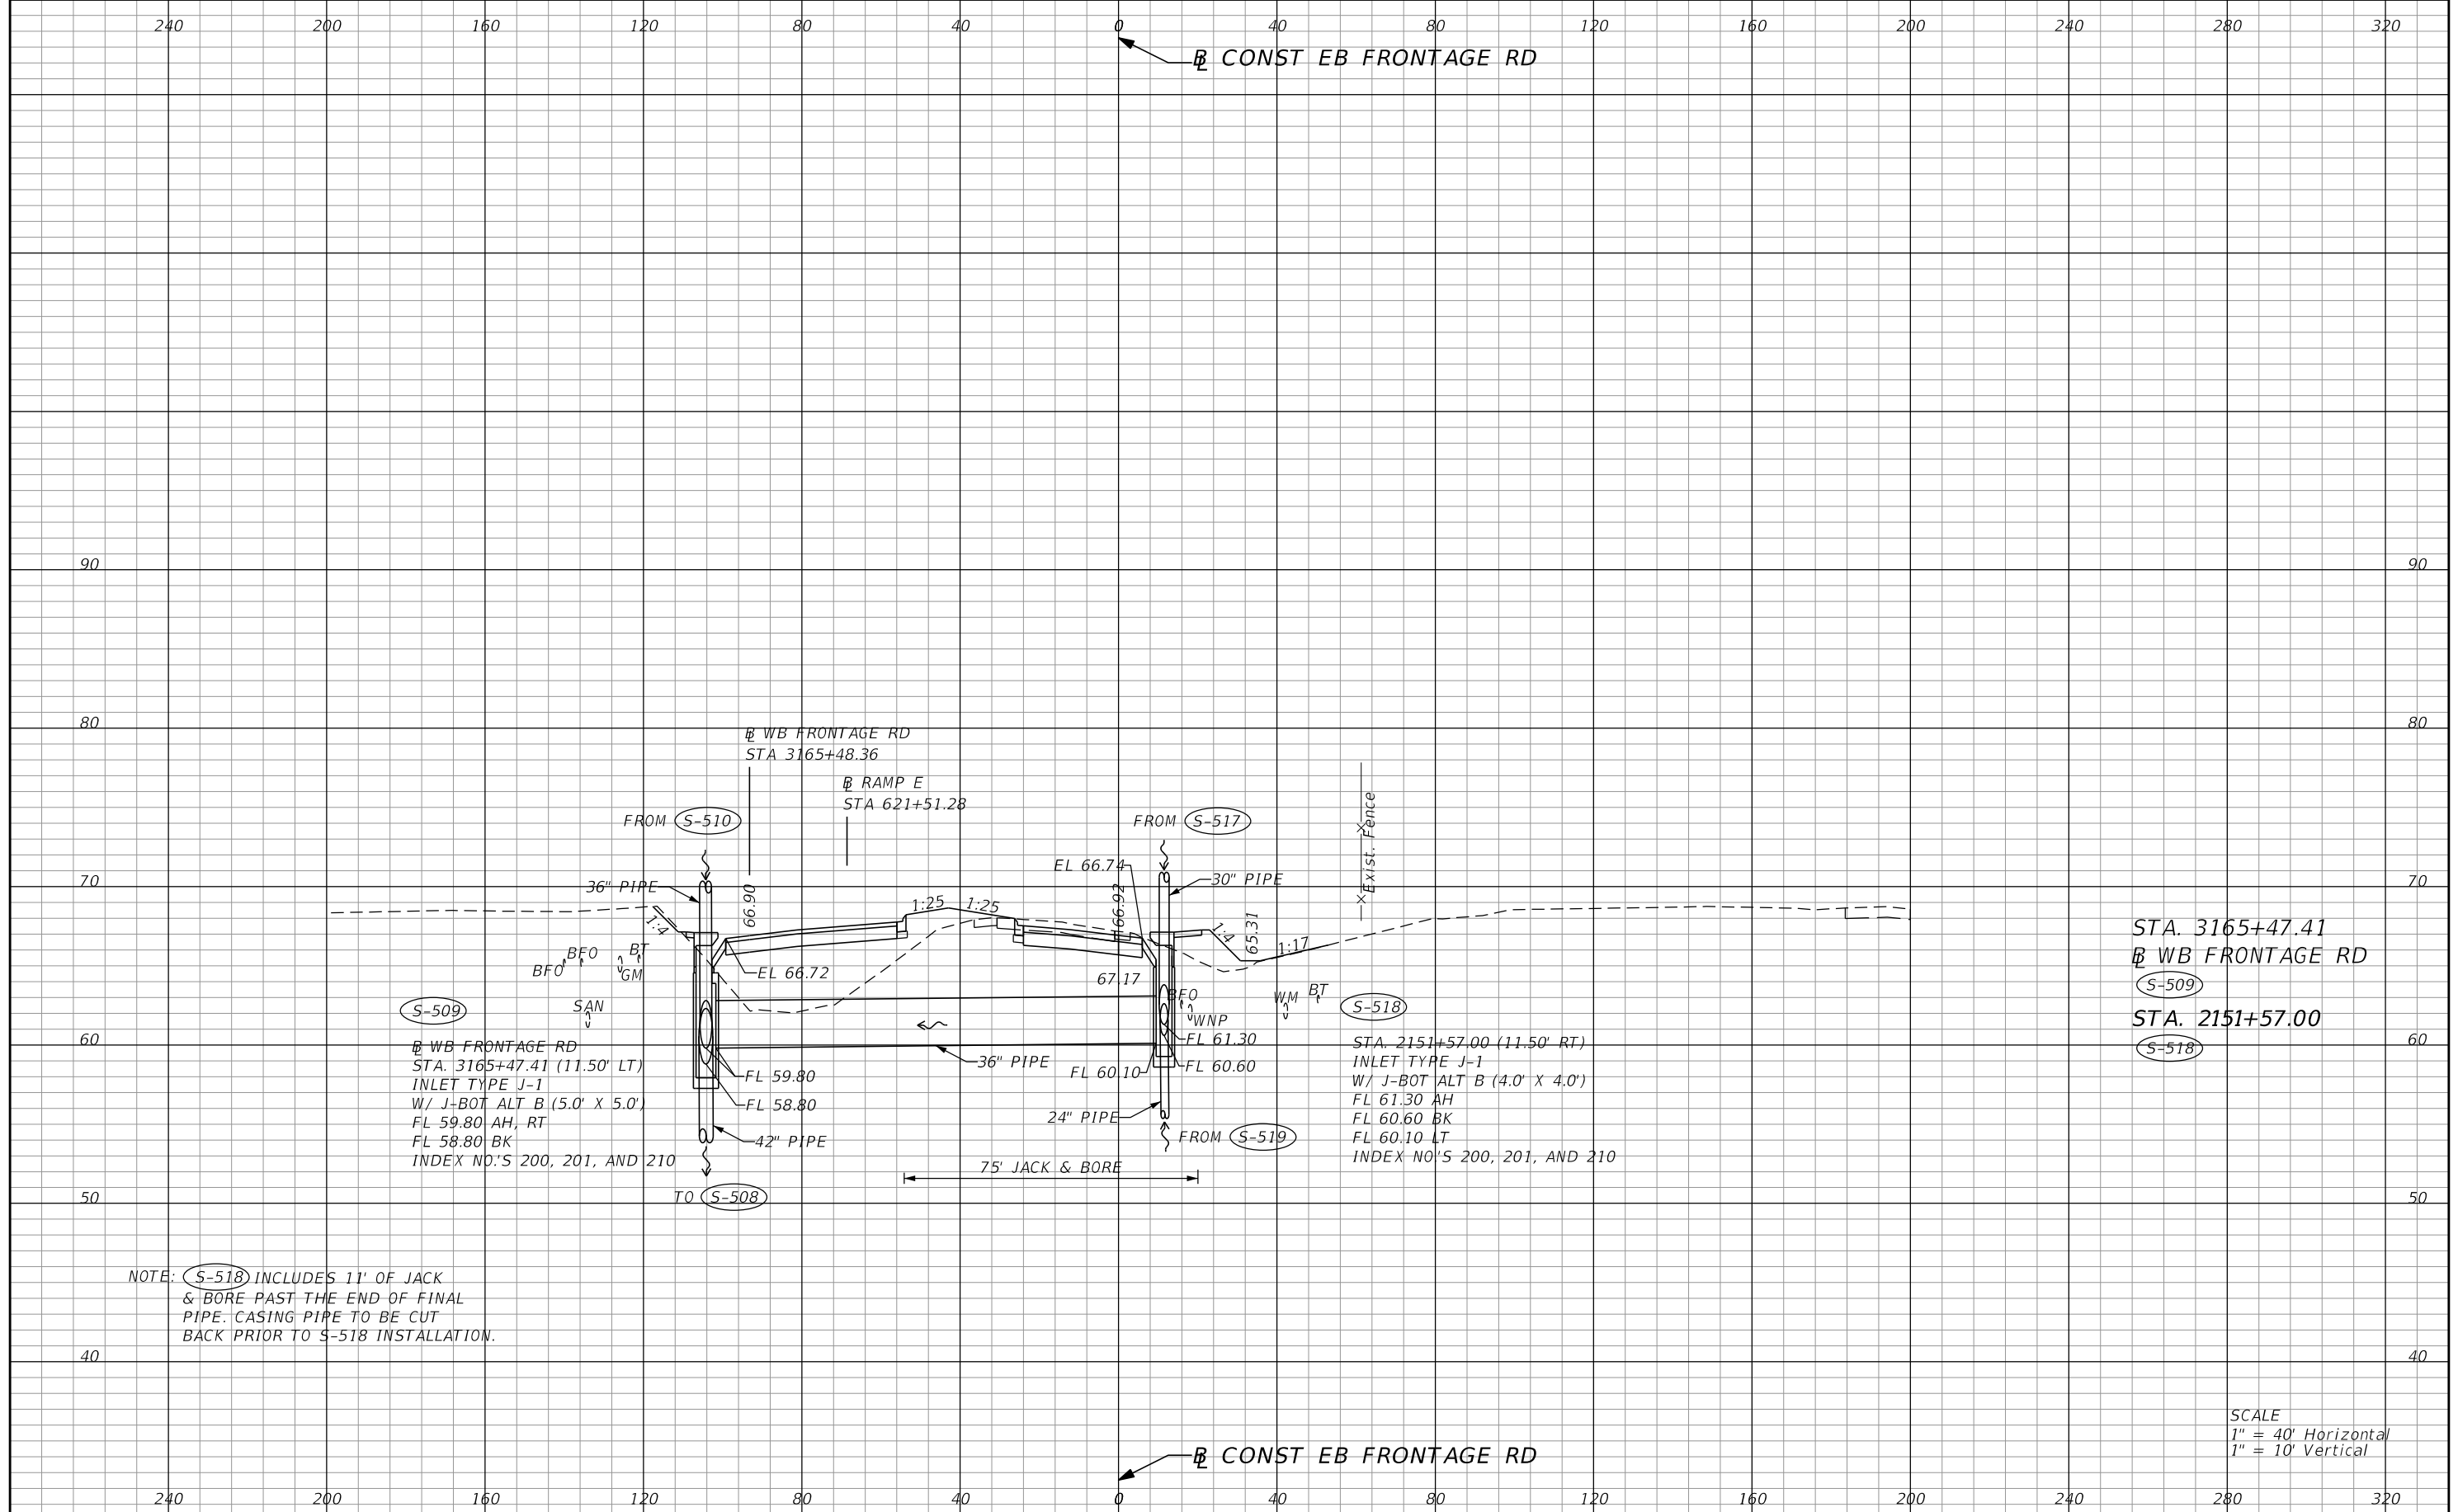 240 200 160 120 80 40 0 40 80 120 160 200 240 280 320
BL CONST EB FRONTAGE RD
90 90
80 80
BL WB FRONTAGE RD
STA 3165+48.36
BL RAMP E
STA 621+51.28
FROM S-510
FROM S-517
Exist. Fence
EL 66.74
70 70
36" PIPE
30" PIPE
66.90
1:25 1:25
66.92
1:4
1:4
65.31
1:17
STA. 3165+47.41
BL WB FRONTAGE RD
S-509
STA. 2151+57.00
S-518
BFO
BFO
BT
GM
EL 66.72
67.17
SAN
BFO
WNP
WM
BT
S-509
BL WB FRONTAGE RD
STA. 3165+47.41 (11.50' LT)
INLET TYPE J-1
W/ J-BOT ALT B (5.0' X 5.0')
FL 59.80 AH, RT
FL 58.80 BK
INDEX NO.'S 200, 201, AND 210
S-518
STA. 2151+57.00 (11.50' RT)
INLET TYPE J-1
W/ J-BOT ALT B (4.0' X 4.0')
FL 61.30 AH
FL 60.60 BK
FL 60.10 LT
INDEX NO.'S 200, 201, AND 210
60 60
FL 61.30
36" PIPE
FL 60.10
FL 60.60
FL 59.80
FL 58.80
24" PIPE
42" PIPE
FROM S-519
75' JACK & BORE
TO S-508
50 50
NOTE: S-518 INCLUDES 11' OF JACK
& BORE PAST THE END OF FINAL
PIPE. CASING PIPE TO BE CUT
BACK PRIOR TO S-518 INSTALLATION.
40 40
SCALE
1" = 40' Horizontal
1" = 10' Vertical
BL CONST EB FRONTAGE RD
240 200 160 120 80 40 0 40 80 120 160 200 240 280 320